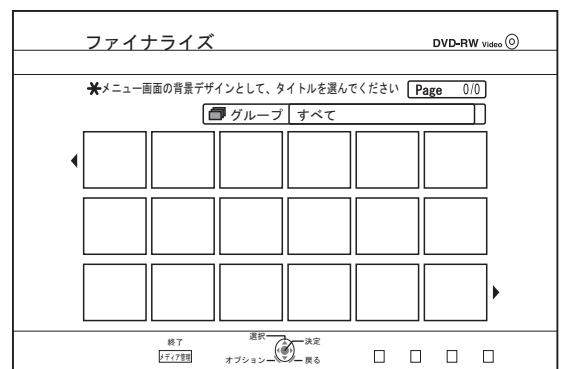 ファイナライズ
DVD-RW Video
*メニュー画面の背景デザインとして、タイトルを選んでください Page 0/0
グループ すべて
終了
メディア管理
選択
決定
オプション
戻る